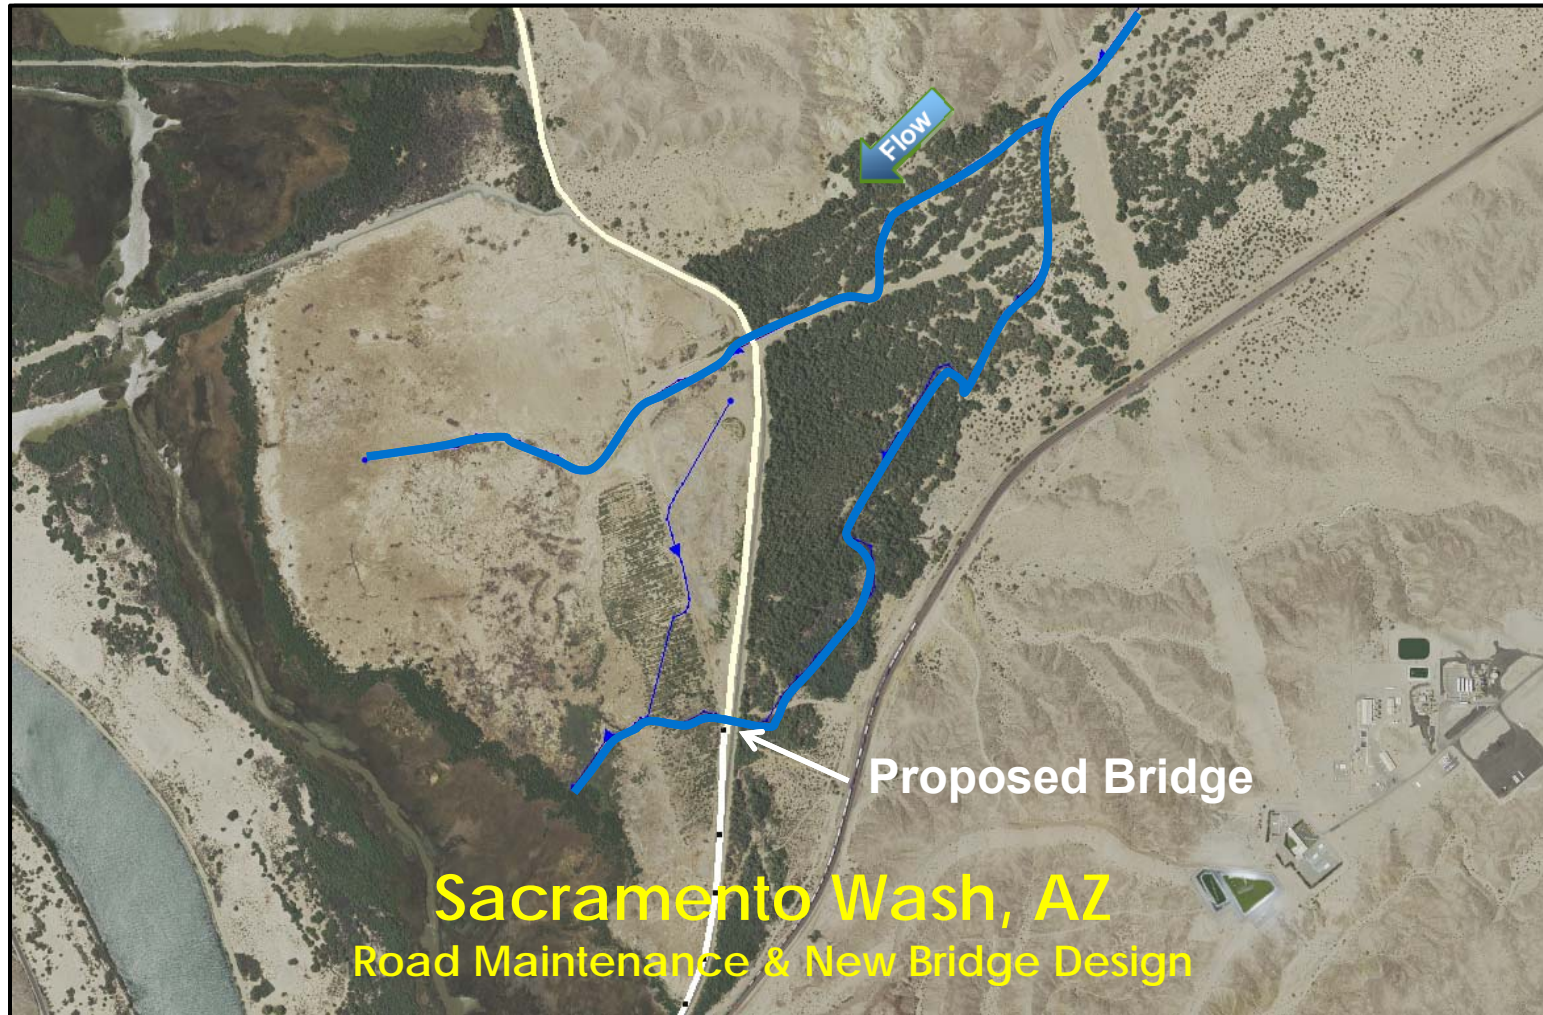 Flow
Proposed Bridge
Sacramento Wash, AZ
Road Maintenance & New Bridge Design